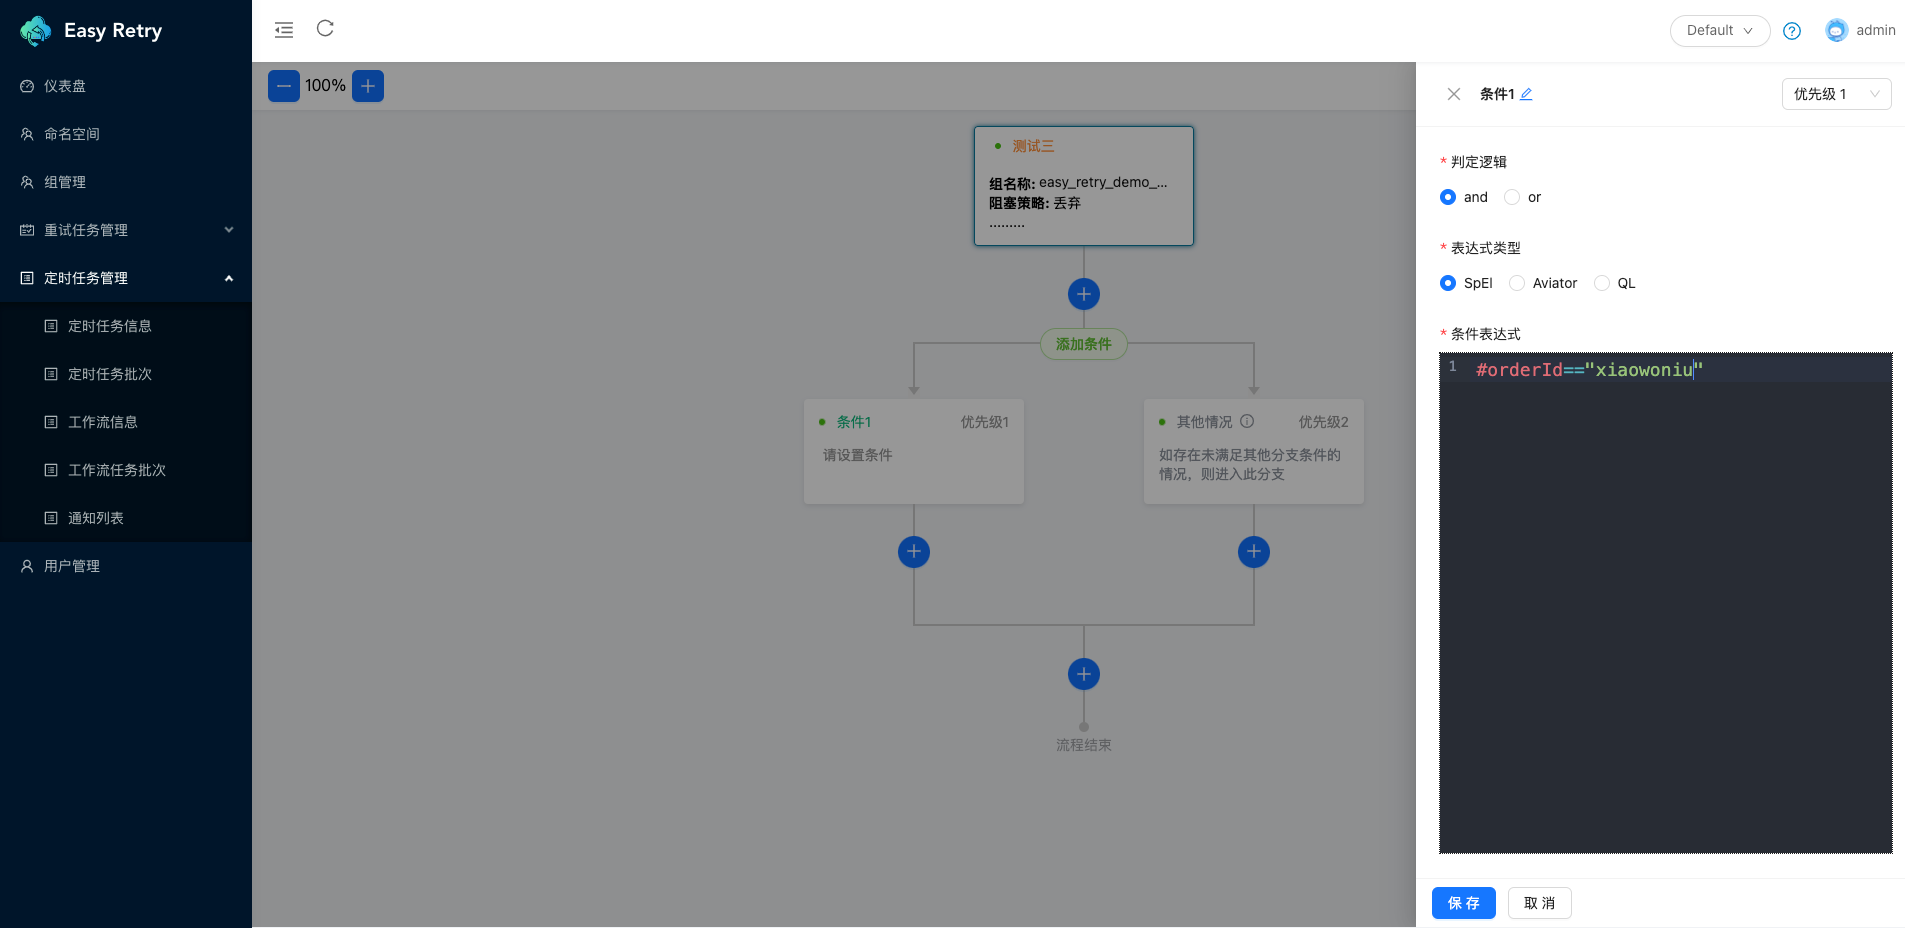 Easy Retry
仪表盘
命名空间
组管理
重试任务管理
定时任务管理
定时任务信息
定时任务批次
工作流信息
工作流任务批次
通知列表
用户管理
Default
admin
100%
测试三
组名称: easy_retry_demo_...
阻塞策略: 丢弃
.........
添加条件
条件1 优先级1
请设置条件
其他情况 优先级2
如存在未满足其他分支条件的
情况，则进入此分支
流程结束
条件1 优先级 1
* 判定逻辑
and or
* 表达式类型
SpEl Aviator QL
* 条件表达式
1 #orderId=="xiaowoniu"
保 存 取 消